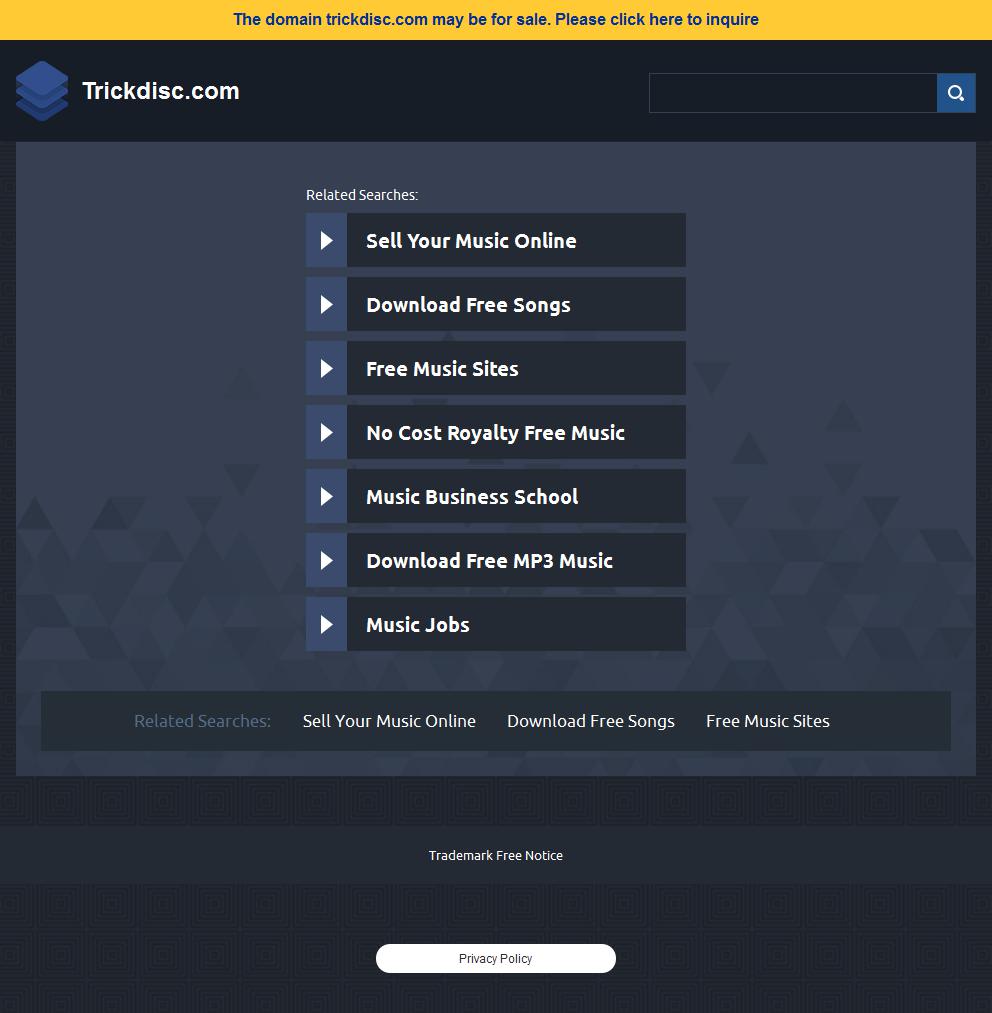 The domain trickdisc.com may be for sale. Please click here to inquire
Trickdisc.com
Related Searches:
Sell Your Music Online
Download Free Songs
Free Music Sites
No Cost Royalty Free Music
Music Business School
Download Free MP3 Music
Music Jobs
Related Searches: Sell Your Music Online Download Free Songs Free Music Sites
Trademark Free Notice
Privacy Policy